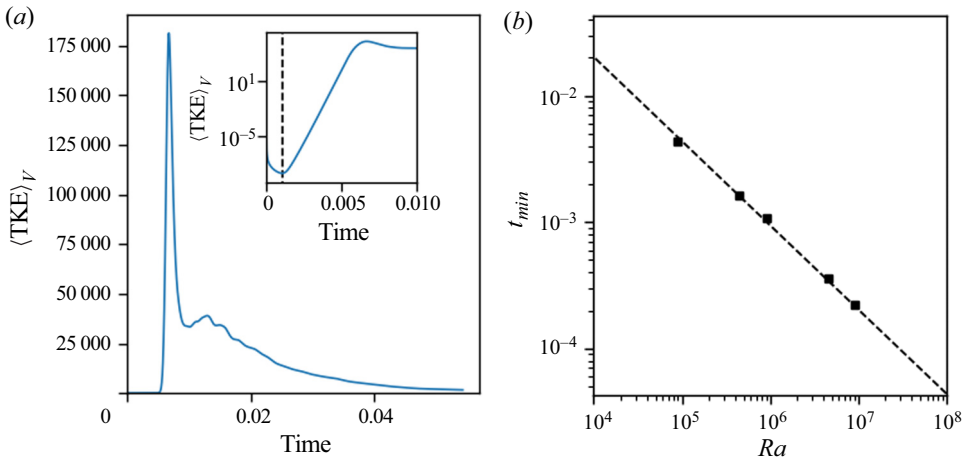 (a)
⟨TKE⟩V
175 000
150 000
125 000
100 000
75 000
50 000
25 000
0
0.02
0.04
Time
⟨TKE⟩V
10^1
10^−5
0
0.005
0.010
Time
(b)
t_min
10^−2
10^−3
10^−4
10^4
10^5
10^6
10^7
10^8
Ra